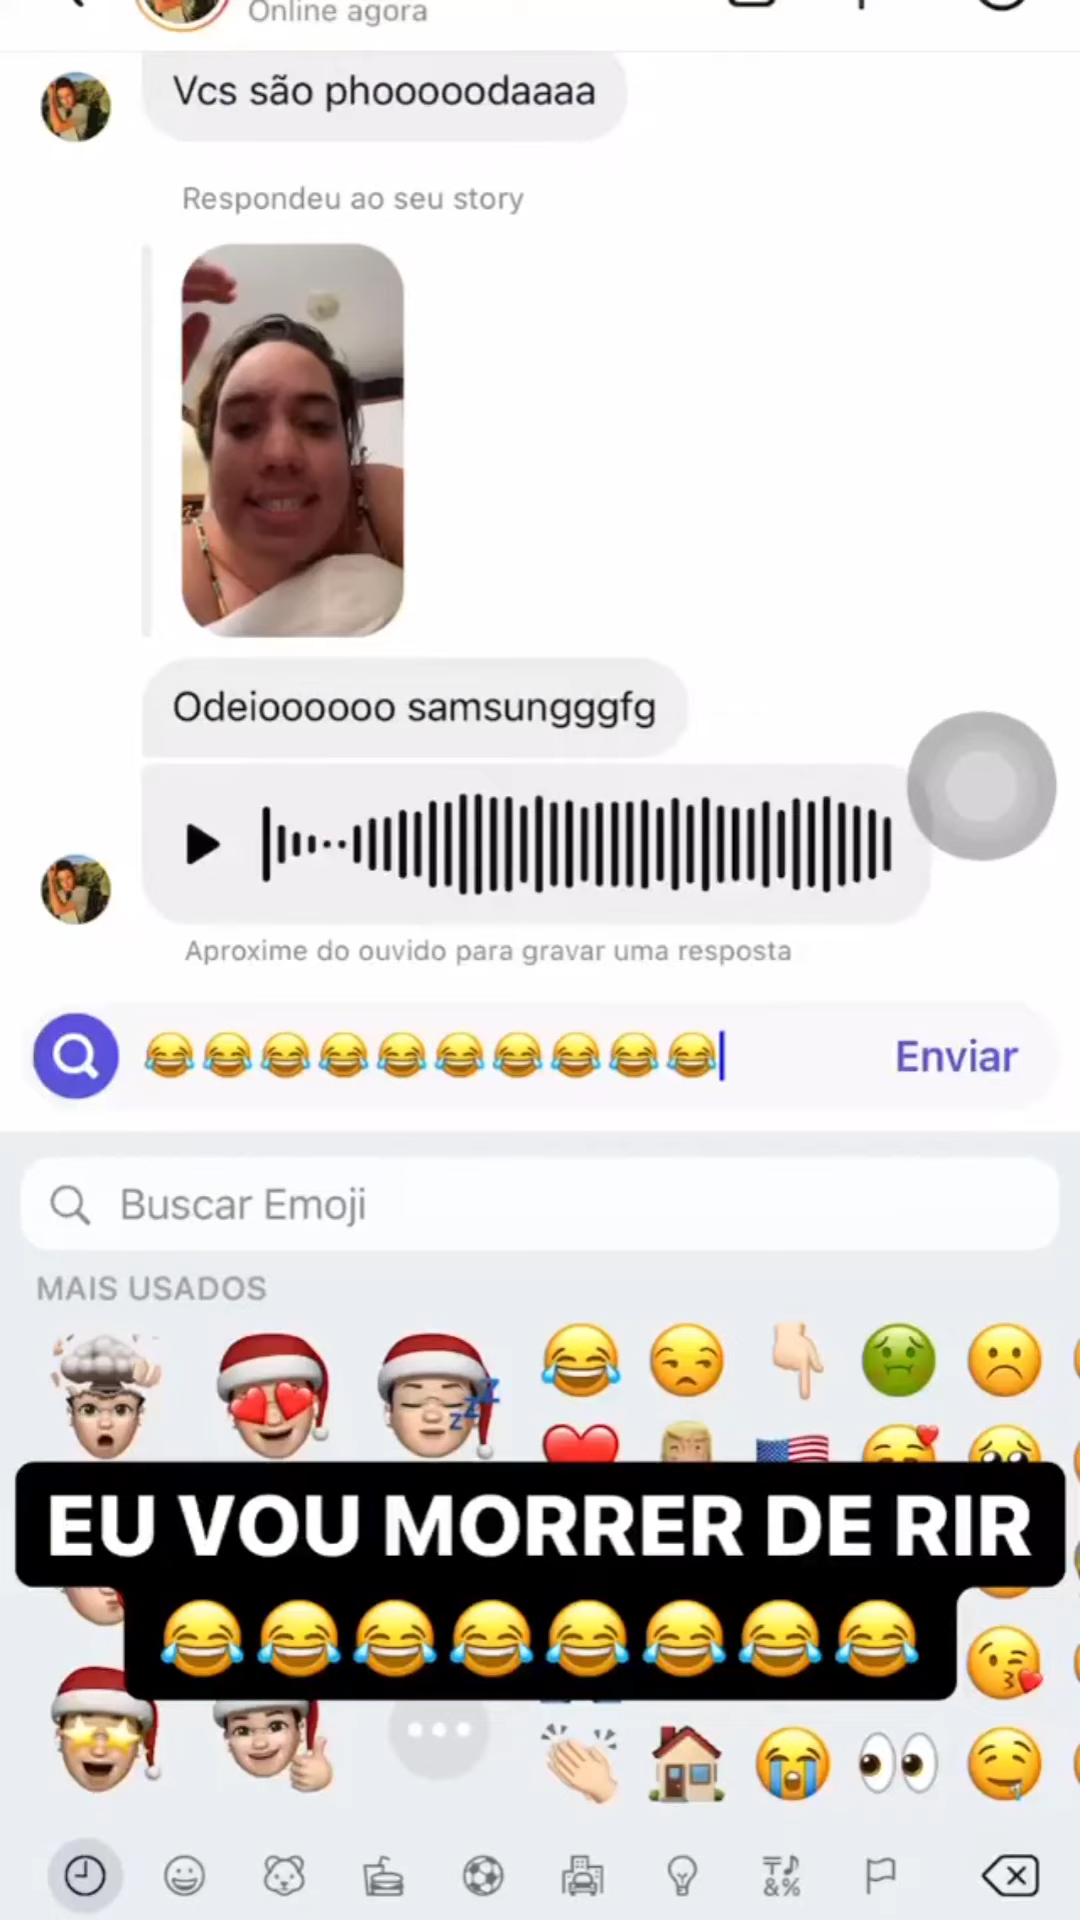 Online agora
Vcs são phooooodaaaa
Respondeu ao seu story
Odeioooooo samsungggfg
Aproxime do ouvido para gravar uma resposta
😂😂😂😂😂😂😂😂😂😂
Enviar
Buscar Emoji
MAIS USADOS
EU VOU MORRER DE RIR
😂😂😂😂😂😂😂😂